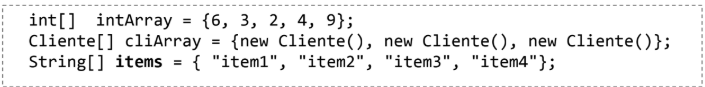 int[]  intArray = {6, 3, 2, 4, 9};
Cliente[] cliArray = {new Cliente(), new Cliente(), new Cliente()};
String[] items = { "item1", "item2", "item3", "item4"};